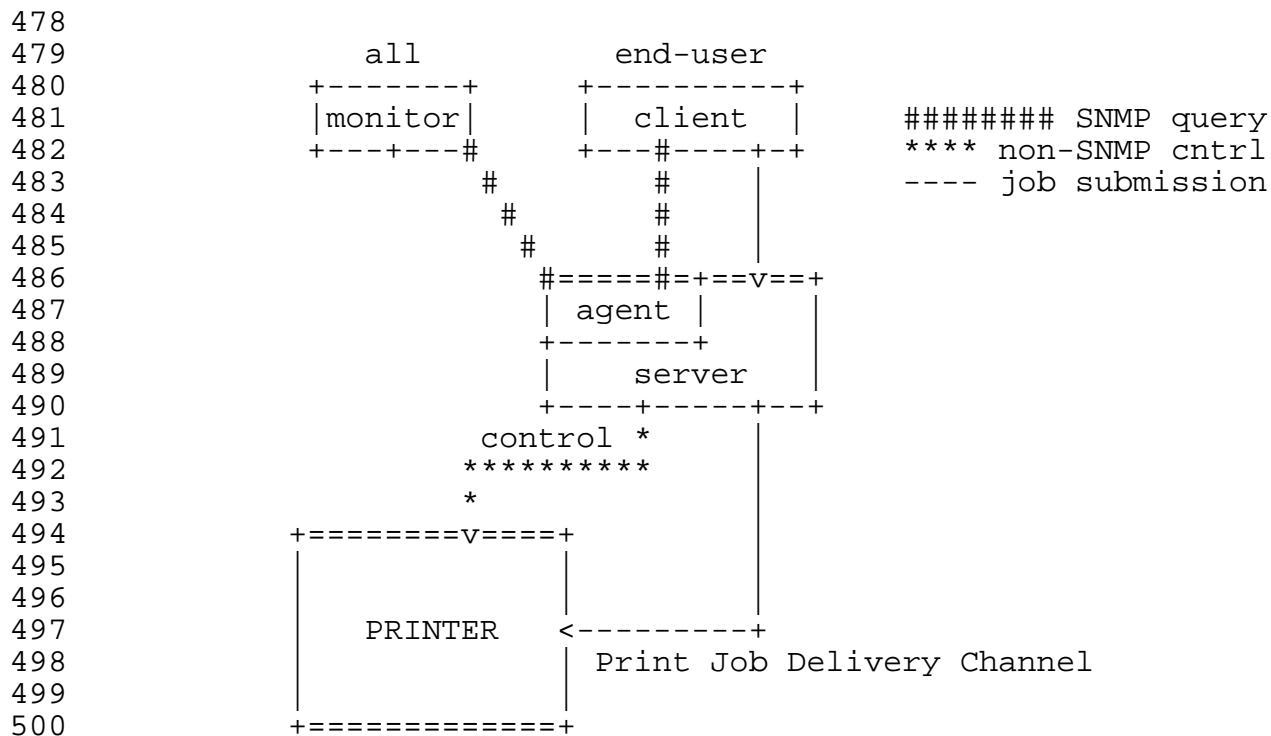 478
479                  all            end-user
480               +-------+     +-----------+
481               |monitor|     |  client   |     ######## SNMP query
482               +---+---#     +---#----+-+     **** non-SNMP cntrl
483                        #         #    |       ---- job submission
484                         #        #    |
485                          #       #    |
486                           #=====#=+==v==+
487                           | agent |     |
488                           +-------+     |
489                           |    server   |
490                           +----+-----+--+
491                        control *     |
492                       **********     |
493                       *              |
494              +========v====+         |
495              |             |         |
496              |             |         |
497              |   PRINTER   <---------+
498              |             | Print Job Delivery Channel
499              |             |
500              +=============+